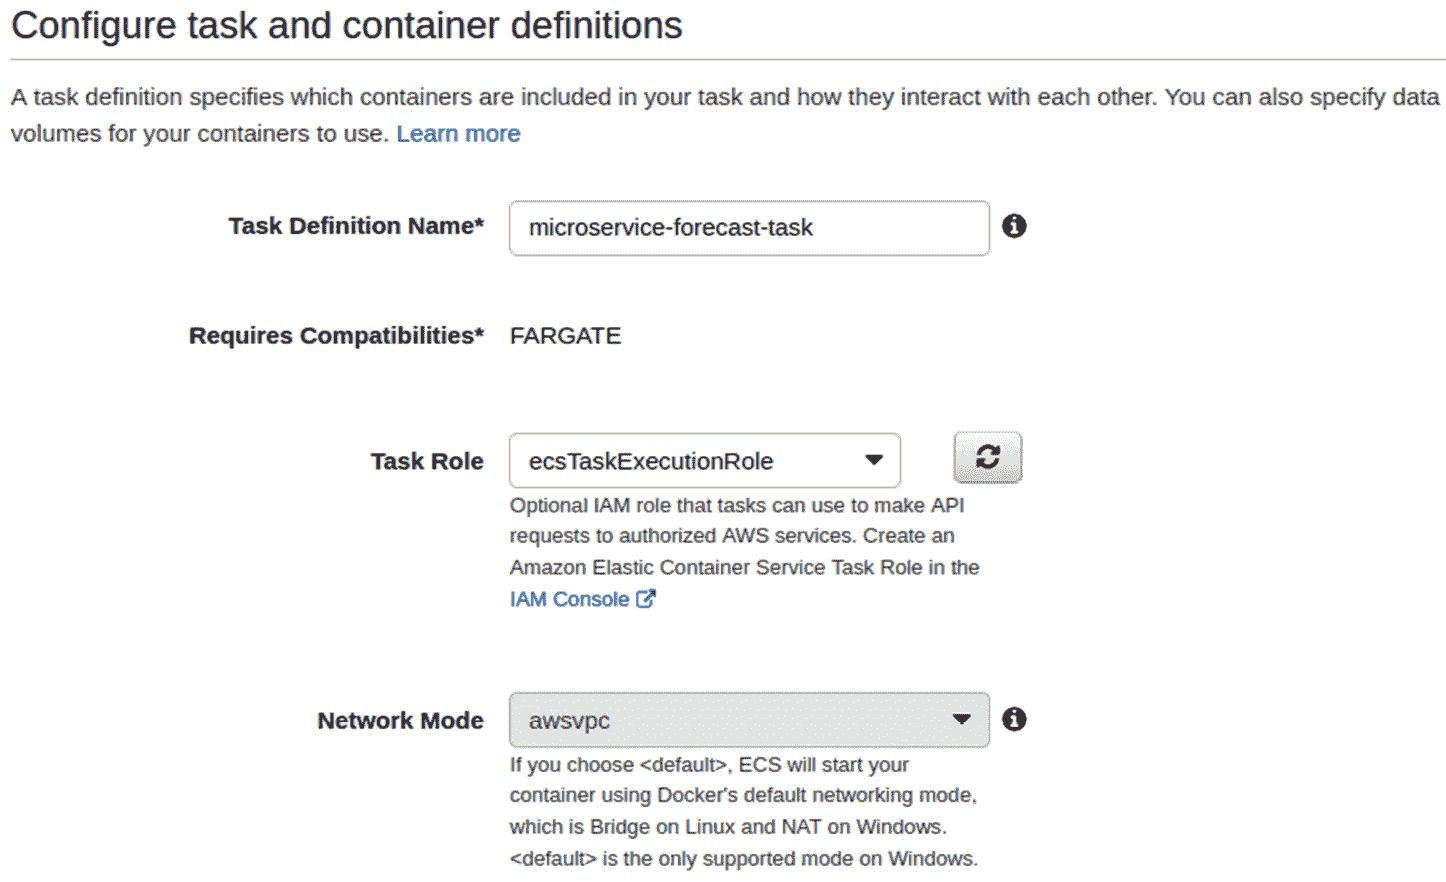 Configure task and container definitions
A task definition specifies which containers are included in your task and how they interact with each other. You can also specify data
volumes for your containers to use. Learn more
Task Definition Name* microservice-forecast-task
Requires Compatibilities* FARGATE
Task Role ecsTaskExecutionRole
Optional IAM role that tasks can use to make API
requests to authorized AWS services. Create an
Amazon Elastic Container Service Task Role in the
IAM Console
Network Mode awsvpc
If you choose <default>, ECS will start your
container using Docker's default networking mode,
which is Bridge on Linux and NAT on Windows.
<default> is the only supported mode on Windows.